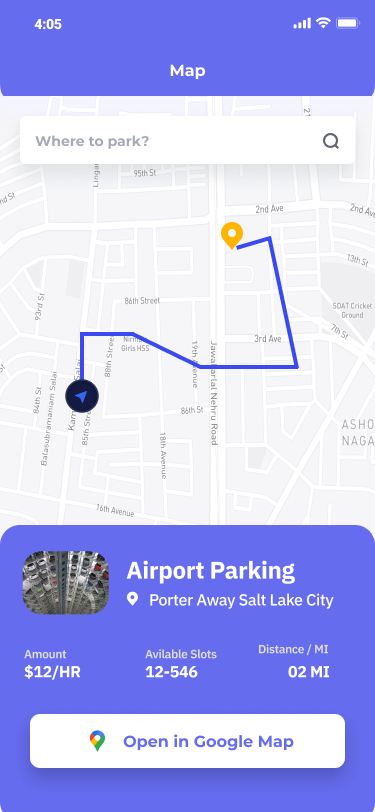 4:05
Map
Where to park?
95th St
2nd Ave
2nd Ave
13th St
SDAT Cricket
Ground
7th St
93rd St
86th Street
3rd Ave
Girls HSS
88th Street
19th Avenue
Jawaharlal Nehru Road
84th St
Balasubramaniam Salai
85th St
86th St
18th Avenue
16th Avenue
ASHO
NAGA
Airport Parking
Porter Away Salt Lake City
Amount
$12/HR
Avilable Slots
12-546
Distance / MI
02 MI
Open in Google Map